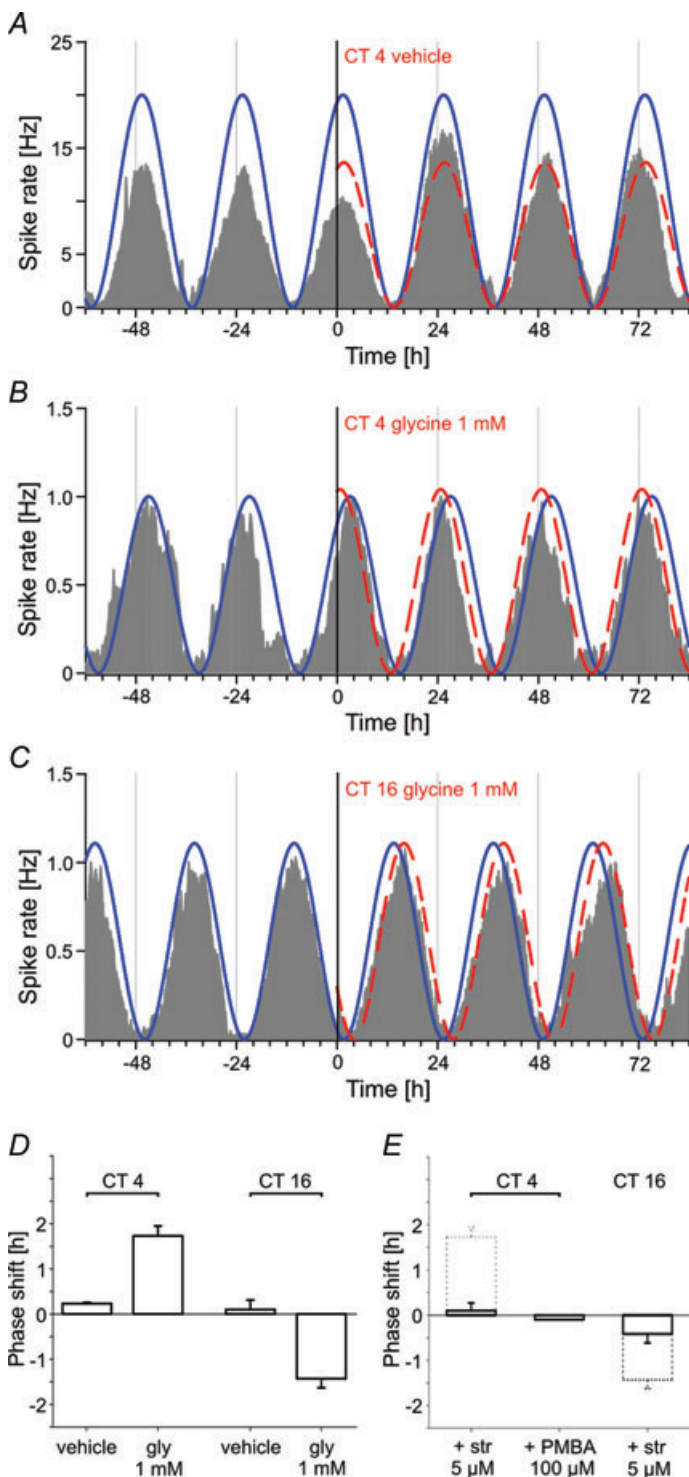 A
25
CT 4 vehicle
15
5
0
Spike rate [Hz]
-48 -24 0 24 48 72
Time [h]
B
1.5
CT 4 glycine 1 mM
1.0
0.5
0
Spike rate [Hz]
-48 -24 0 24 48 72
Time [h]
C
1.5
CT 16 glycine 1 mM
1.0
0.5
0
Spike rate [Hz]
-48 -24 0 24 48 72
Time [h]
D
CT 4 CT 16
2
1
0
-1
-2
Phase shift [h]
vehicle gly vehicle gly
1 mM 1 mM
E
CT 4 CT 16
2
1
0
-1
-2
Phase shift [h]
+ str + PMBA + str
5 µM 100 µM 5 µM